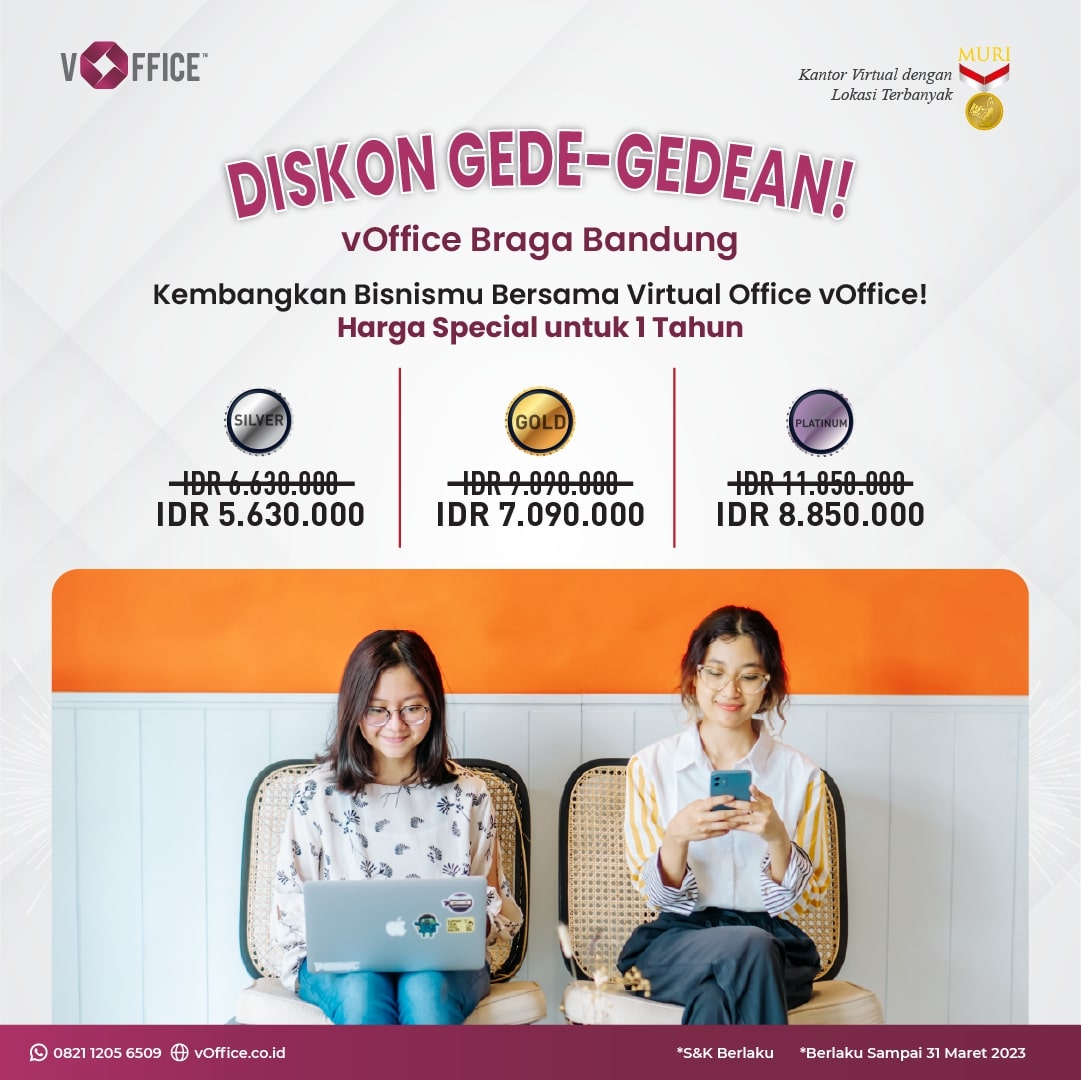 VOFFICE™
MURI
Kantor Virtual dengan
Lokasi Terbanyak
DISKON GEDE-GEDEAN!
vOffice Braga Bandung
Kembangkan Bisnismu Bersama Virtual Office vOffice!
Harga Special untuk 1 Tahun
SILVER
IDR 6.630.000
IDR 5.630.000
GOLD
IDR 9.090.000
IDR 7.090.000
PLATINUM
IDR 11.850.000
IDR 8.850.000
0821 1205 6509 vOffice.co.id *S&K Berlaku *Berlaku Sampai 31 Maret 2023